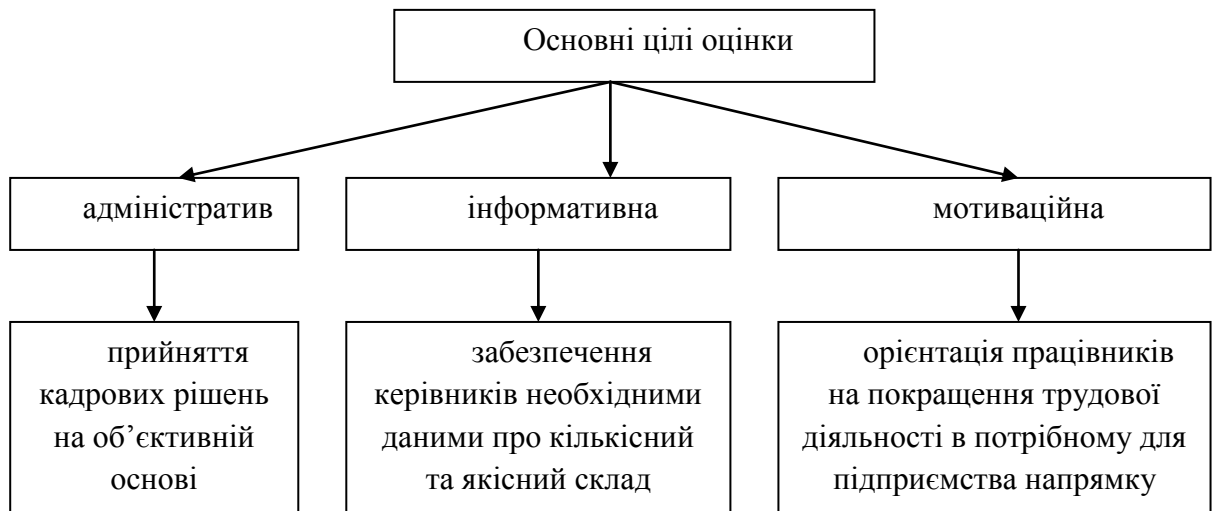 Основні цілі оцінки
адміністратив
інформативна
мотиваційна
прийняття
кадрових рішень
на об’єктивній
основі
забезпечення
керівників необхідними
даними про кількісний
та якісний склад
орієнтація працівників
на покращення трудової
діяльності в потрібному для
підприємства напрямку